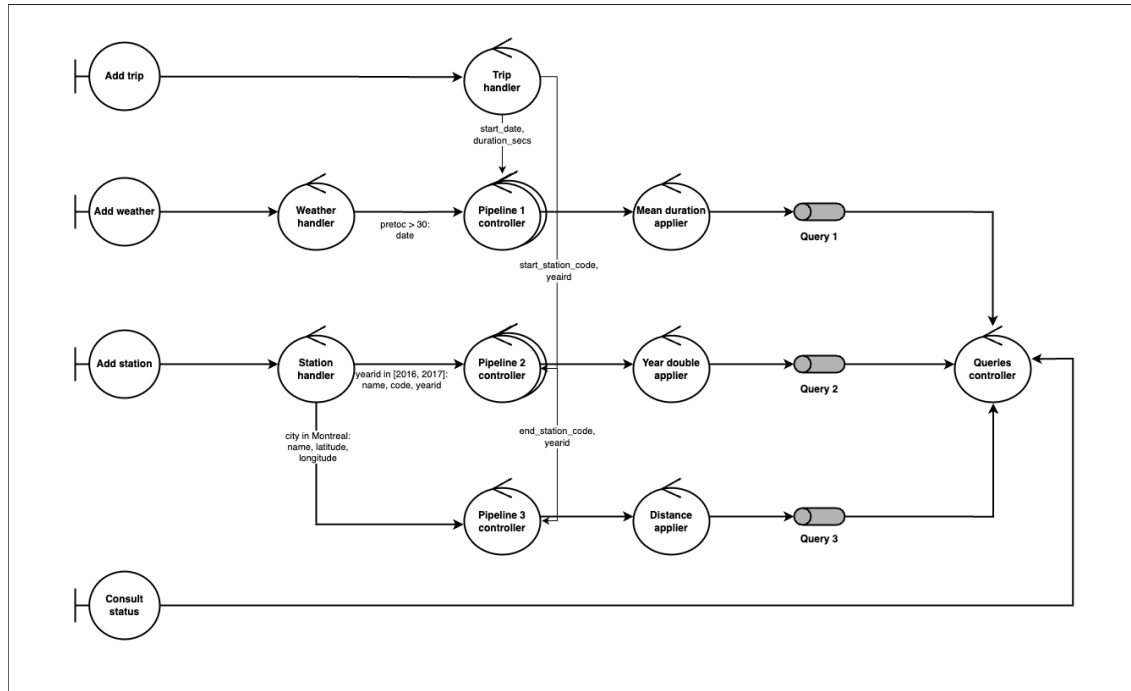 Add trip
Trip
handler
start_date,
duration_secs
Add weather
Weather
handler
pretoc > 30:
date
Pipeline 1
controller
Mean duration
applier
Query 1
start_station_code,
yeaird
Add station
Station
handler
yearid in [2016, 2017]:
name, code, yearid
Pipeline 2
controller
Year double
applier
Query 2
Queries
controller
city in Montreal:
name, latitude,
longitude
end_station_code,
yearid
Pipeline 3
controller
Distance
applier
Query 3
Consult
status